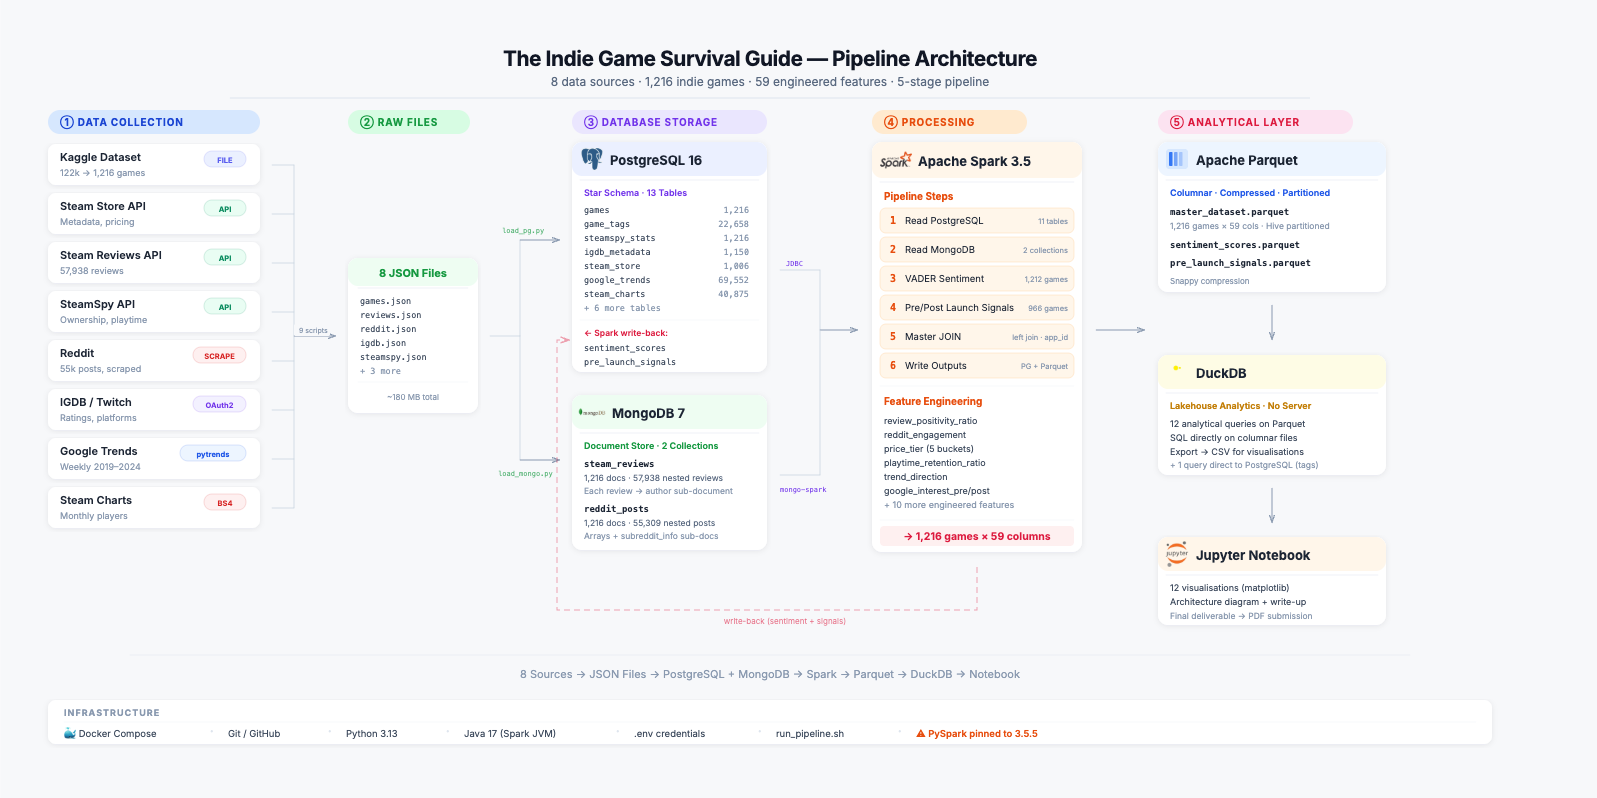 The Indie Game Survival Guide — Pipeline Architecture
8 data sources · 1,216 indie games · 59 engineered features · 5-stage pipeline
① DATA COLLECTION
Kaggle Dataset FILE
122k → 1,216 games
Steam Store API API
Metadata, pricing
Steam Reviews API API
57,938 reviews
SteamSpy API API
Ownership, playtime
Reddit SCRAPE
55k posts, scraped
IGDB / Twitch OAuth2
Ratings, platforms
Google Trends pytrends
Weekly 2019–2024
Steam Charts BS4
Monthly players
9 scripts
② RAW FILES
8 JSON Files
games.json
reviews.json
reddit.json
igdb.json
steamspy.json
+ 3 more
~180 MB total
load_pg.py
load_mongo.py
③ DATABASE STORAGE
PostgreSQL 16
Star Schema · 13 Tables
games 1,216
game_tags 22,658
steamspy_stats 1,216
igdb_metadata 1,150
steam_store 1,006
google_trends 69,552
steam_charts 40,875
+ 6 more tables
← Spark write-back:
sentiment_scores
pre_launch_signals
mongoDB
MongoDB 7
Document Store · 2 Collections
steam_reviews
1,216 docs · 57,938 nested reviews
Each review → author sub-document
reddit_posts
1,216 docs · 55,309 nested posts
Arrays + subreddit_info sub-docs
JDBC
mongo-spark
④ PROCESSING
Spark
Apache Spark 3.5
Pipeline Steps
1 Read PostgreSQL 11 tables
2 Read MongoDB 2 collections
3 VADER Sentiment 1,212 games
4 Pre/Post Launch Signals 966 games
5 Master JOIN left join · app_id
6 Write Outputs PG + Parquet
Feature Engineering
review_positivity_ratio
reddit_engagement
price_tier (5 buckets)
playtime_retention_ratio
trend_direction
google_interest_pre/post
+ 10 more engineered features
→ 1,216 games × 59 columns
write-back (sentiment + signals)
⑤ ANALYTICAL LAYER
Apache Parquet
Columnar · Compressed · Partitioned
master_dataset.parquet
1,216 games × 59 cols · Hive partitioned
sentiment_scores.parquet
pre_launch_signals.parquet
Snappy compression
DuckDB
Lakehouse Analytics · No Server
12 analytical queries on Parquet
SQL directly on columnar files
Export → CSV for visualisations
+ 1 query direct to PostgreSQL (tags)
jupyter
Jupyter Notebook
12 visualisations (matplotlib)
Architecture diagram + write-up
Final deliverable → PDF submission
8 Sources → JSON Files → PostgreSQL + MongoDB → Spark → Parquet → DuckDB → Notebook
INFRASTRUCTURE
🐳 Docker Compose · Git / GitHub · Python 3.13 · Java 17 (Spark JVM) · .env credentials · run_pipeline.sh · ⚠ PySpark pinned to 3.5.5